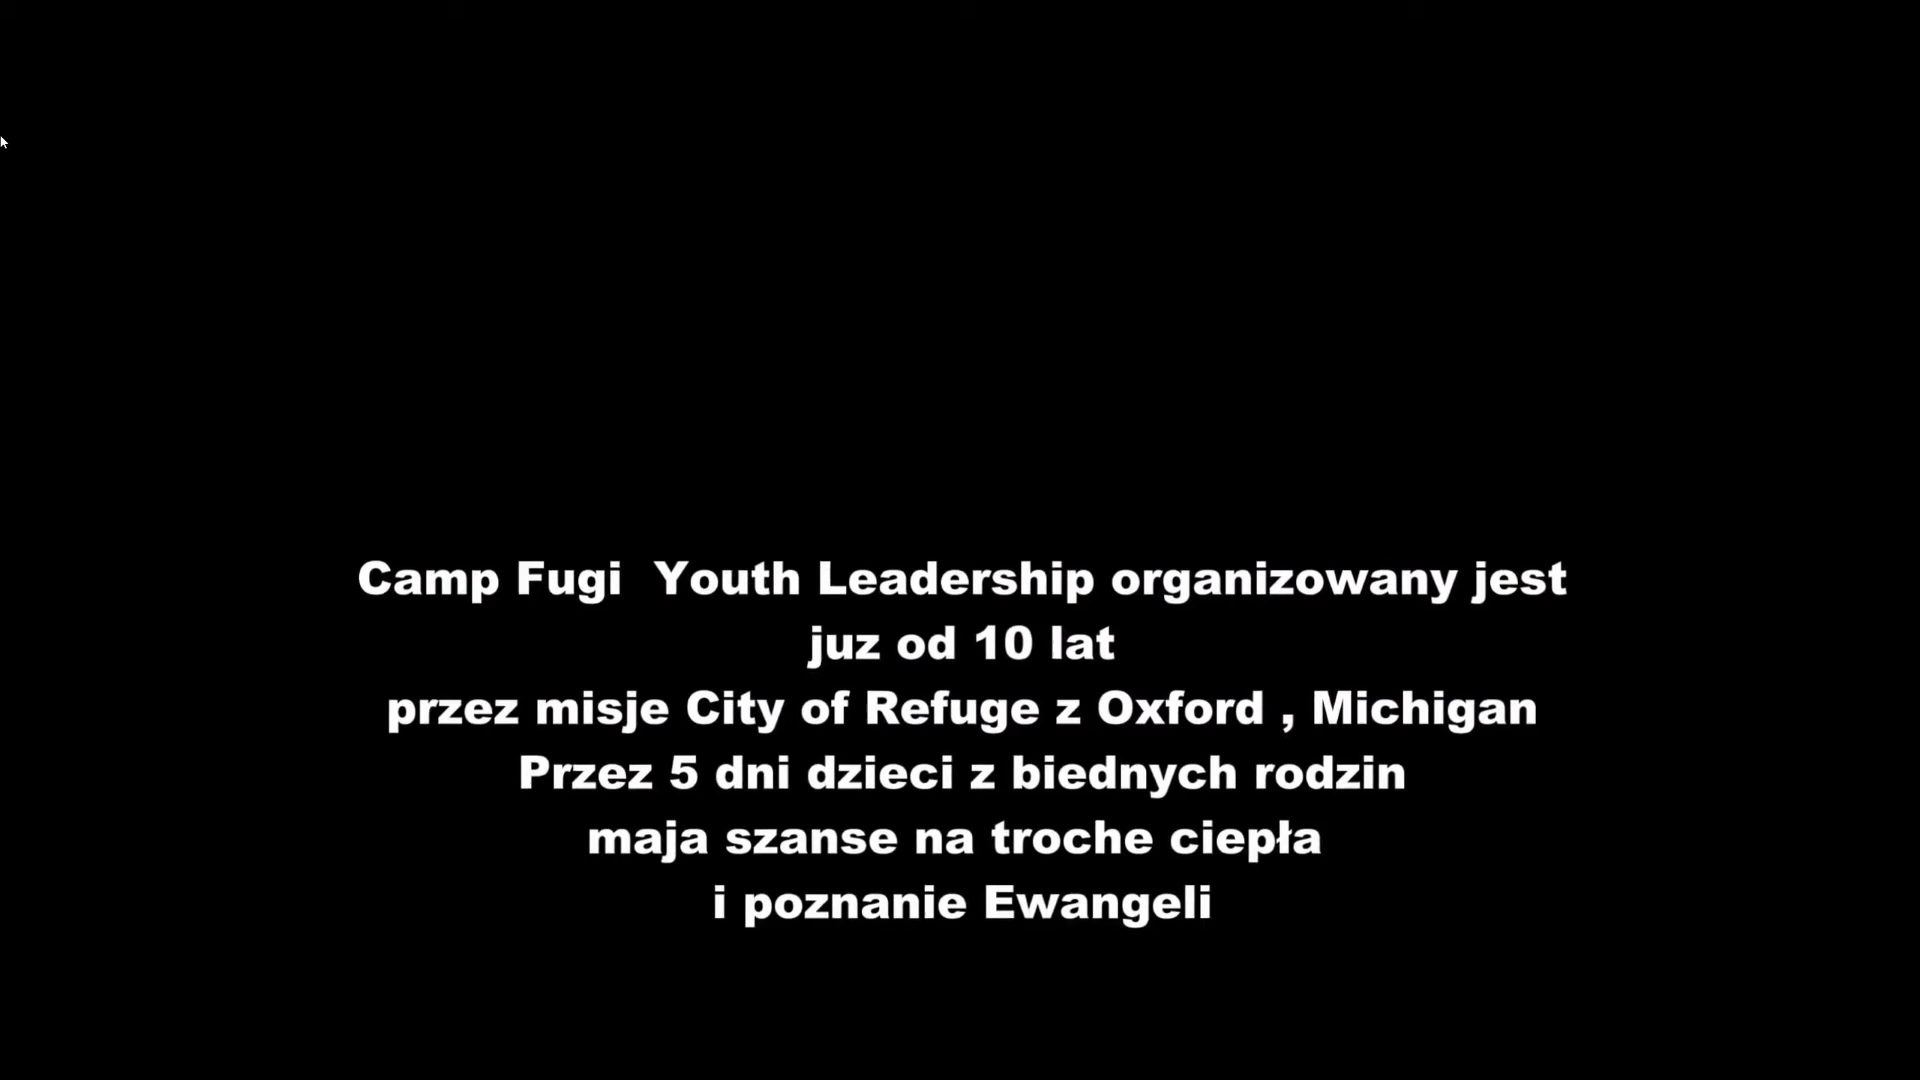 Camp Fugi  Youth Leadership organizowany jest
juz od 10 lat
przez misje City of Refuge z Oxford , Michigan
Przez 5 dni dzieci z biednych rodzin
maja szanse na troche ciepła
i poznanie Ewangeli